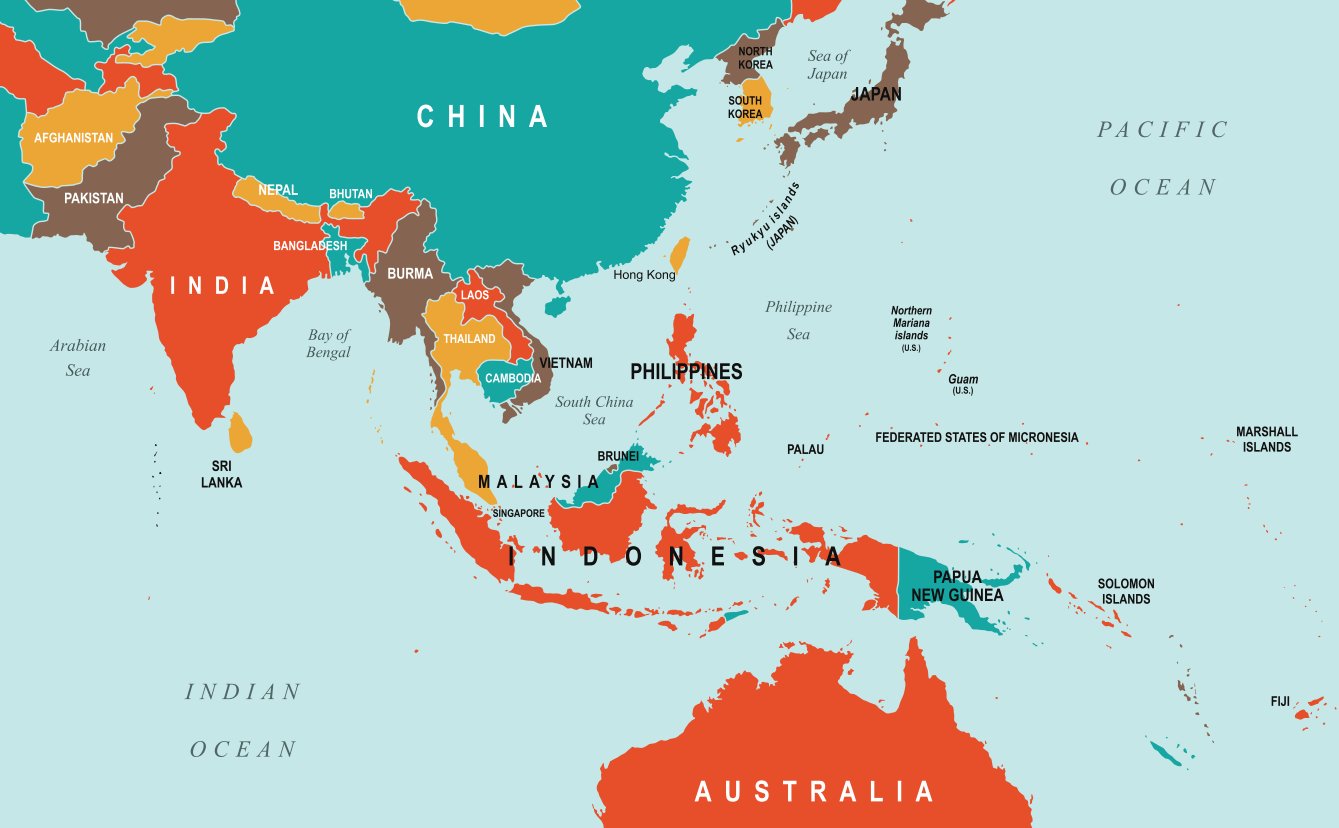 NORTH
KOREA
Sea of
Japan
JAPAN
SOUTH
KOREA
CHINA
PACIFIC
OCEAN
AFGHANISTAN
PAKISTAN
NEPAL
BHUTAN
Ryukyu islands
(JAPAN)
BANGLADESH
INDIA
BURMA
Hong Kong
LAOS
Philippine
Sea
Northern
Mariana
islands
(U.S.)
Arabian
Sea
Bay of
Bengal
THAILAND
VIETNAM
CAMBODIA
PHILIPPINES
Guam
(U.S.)
South China
Sea
SRI
LANKA
BRUNEI
PALAU
FEDERATED STATES OF MICRONESIA
MARSHALL
ISLANDS
MALAYSIA
SINGAPORE
INDONESIA
PAPUA
NEW GUINEA
SOLOMON
ISLANDS
INDIAN
OCEAN
FIJI
AUSTRALIA